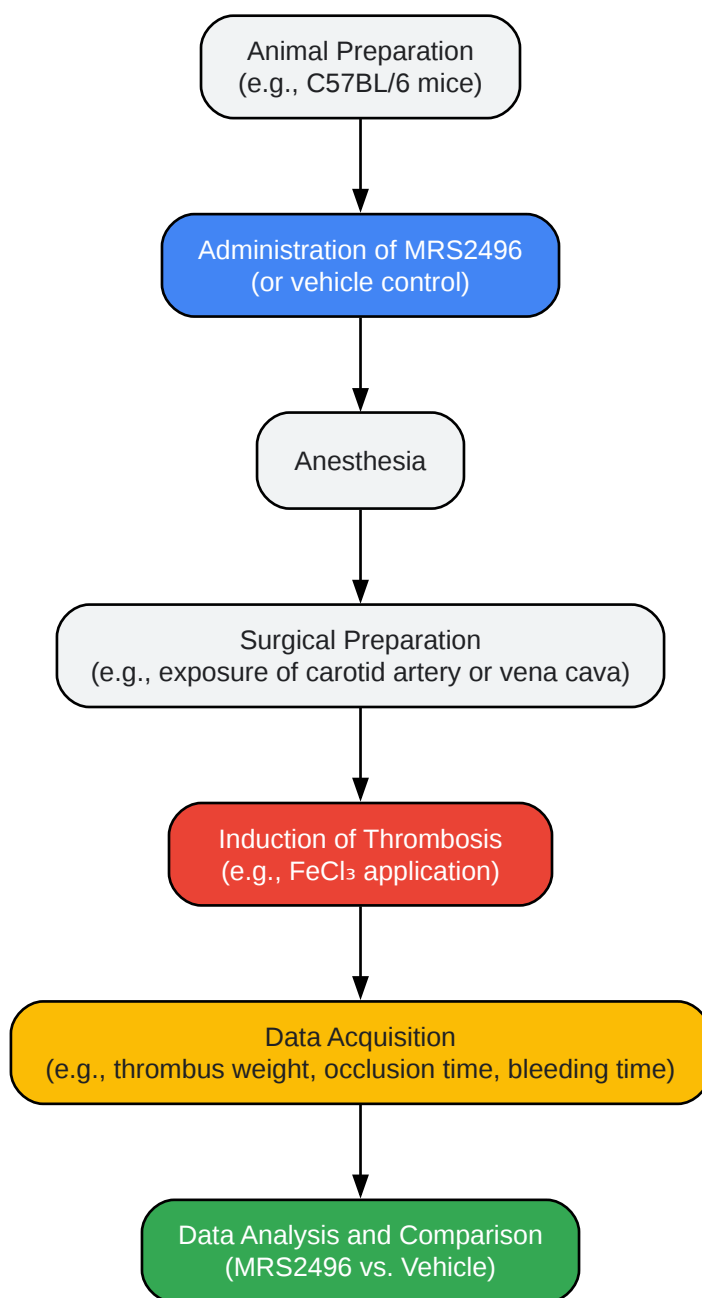 Animal Preparation
(e.g., C57BL/6 mice)
Administration of MRS2496
(or vehicle control)
Anesthesia
Surgical Preparation
(e.g., exposure of carotid artery or vena cava)
Induction of Thrombosis
(e.g., FeCl₃ application)
Data Acquisition
(e.g., thrombus weight, occlusion time, bleeding time)
Data Analysis and Comparison
(MRS2496 vs. Vehicle)